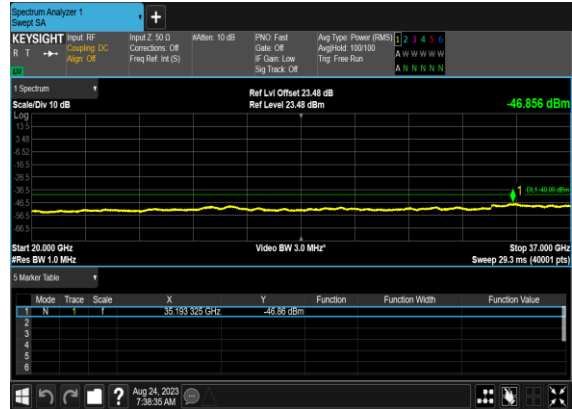 Spectrum Analyzer 1
Swept SA
+
KEYSIGHT Input: RF Input Z: 50 Ω #Atten: 10 dB PNO: Fast Avg Type: Power (RMS) 1 2 3 4 5 6
R T Coupling: DC Corrections: Off Gate: Off Avg|Hold: 100/100 A W W W W W
Align: Off Freq Ref: Int (S) IF Gain: Low Trig: Free Run
Sig Track: Off A N N N N N
1 Spectrum
Ref Lvl Offset 23.48 dB
Scale/Div 10 dB Ref Level 23.48 dBm -46.856 dBm
Log
13.5
3.48
-6.52
-16.5
-26.5
-36.5
1 DL1 -40.00 dBm
-46.5
-56.5
-66.5
Start 20.000 GHz Video BW 3.0 MHz* Stop 37.000 GHz
#Res BW 1.0 MHz Sweep 29.3 ms (40001 pts)
5 Marker Table
Mode Trace Scale X Y Function Function Width Function Value
1 N 1 f 35.193 325 GHz -46.86 dBm
2
3
4
5
6
? Aug 24, 2023
7:38:35 AM